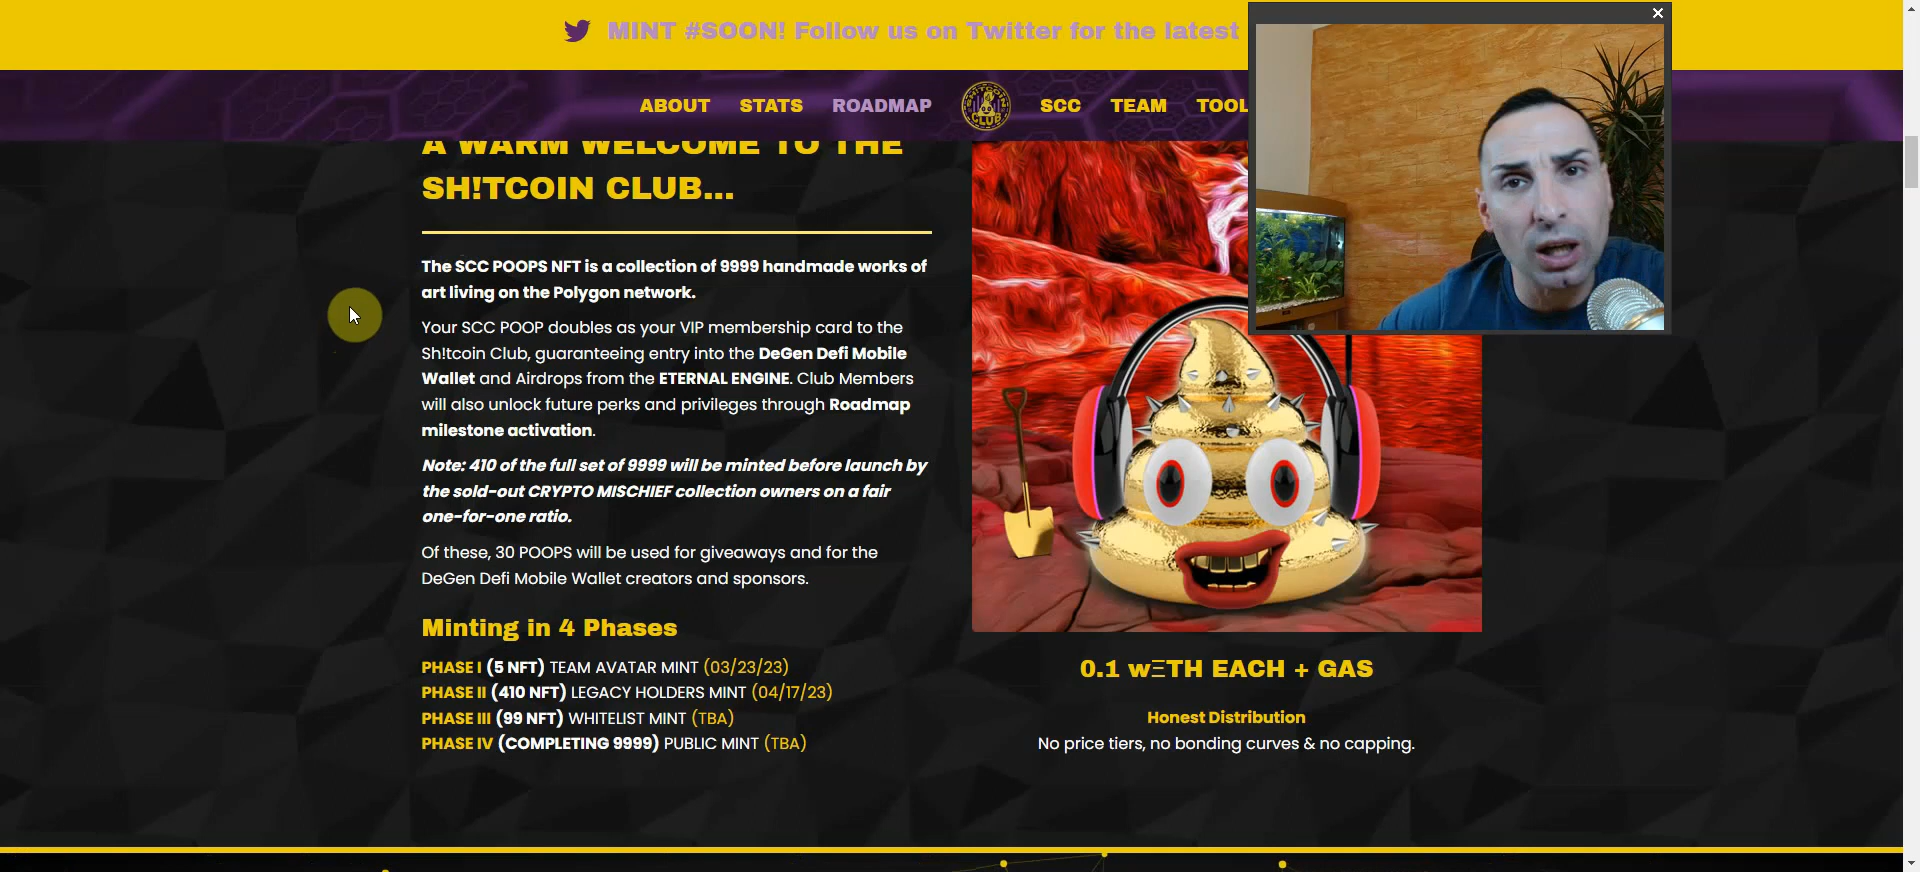 MINT #SOON! Follow us on Twitter for the latest
ABOUT STATS ROADMAP SCC TEAM TOOL
SH!TCOIN CLUB
A WARM WELCOME TO THE
SH!TCOIN CLUB...
The SCC POOPS NFT is a collection of 9999 handmade works of
art living on the Polygon network.
Your SCC POOP doubles as your VIP membership card to the
Sh!tcoin Club, guaranteeing entry into the DeGen Defi Mobile
Wallet and Airdrops from the ETERNAL ENGINE. Club Members
will also unlock future perks and privileges through Roadmap
milestone activation.
Note: 410 of the full set of 9999 will be minted before launch by
the sold-out CRYPTO MISCHIEF collection owners on a fair
one-for-one ratio.
Of these, 30 POOPS will be used for giveaways and for the
DeGen Defi Mobile Wallet creators and sponsors.
Minting in 4 Phases
PHASE I (5 NFT) TEAM AVATAR MINT (03/23/23)
PHASE II (410 NFT) LEGACY HOLDERS MINT (04/17/23)
PHASE III (99 NFT) WHITELIST MINT (TBA)
PHASE IV (COMPLETING 9999) PUBLIC MINT (TBA)
0.1 wΞTH EACH + GAS
Honest Distribution
No price tiers, no bonding curves & no capping.